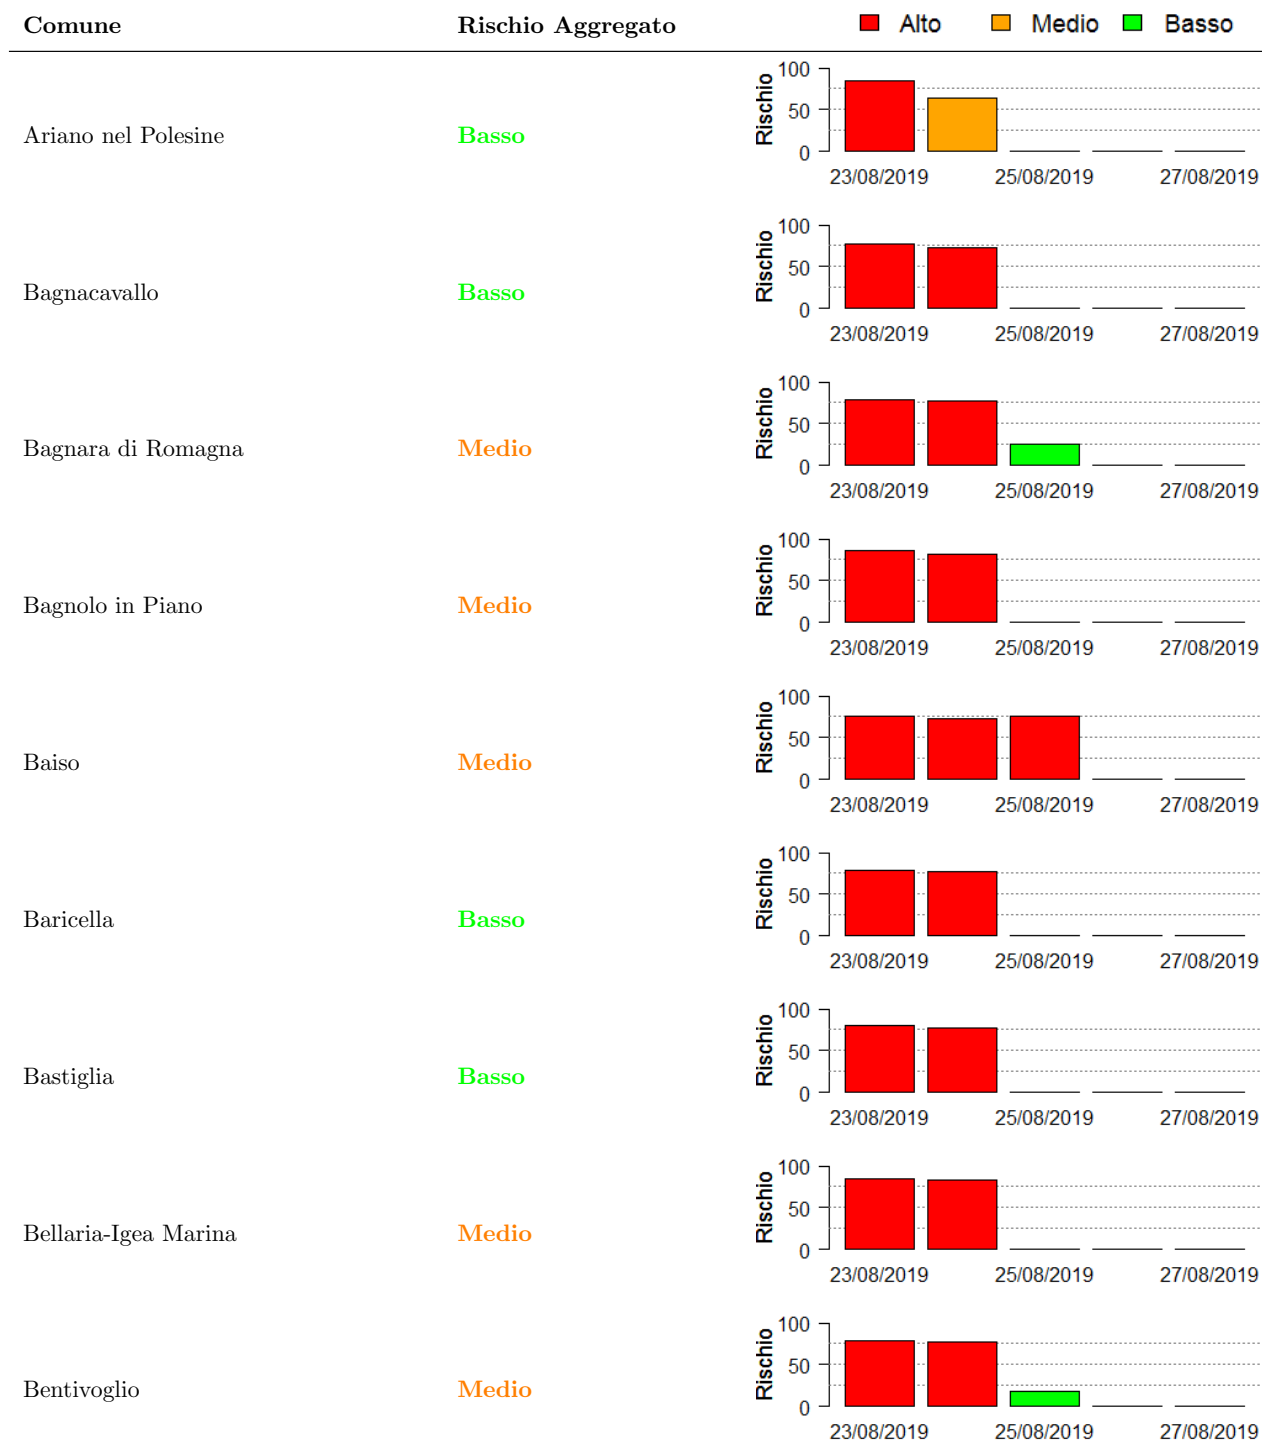 Comune Rischio Aggregato Alto Medio Basso
Ariano nel Polesine Basso Rischio 100 50 0
23/08/2019 25/08/2019 27/08/2019
Bagnacavallo Basso Rischio 100 50 0
23/08/2019 25/08/2019 27/08/2019
Bagnara di Romagna Medio Rischio 100 50 0
23/08/2019 25/08/2019 27/08/2019
Bagnolo in Piano Medio Rischio 100 50 0
23/08/2019 25/08/2019 27/08/2019
Baiso Medio Rischio 100 50 0
23/08/2019 25/08/2019 27/08/2019
Baricella Basso Rischio 100 50 0
23/08/2019 25/08/2019 27/08/2019
Bastiglia Basso Rischio 100 50 0
23/08/2019 25/08/2019 27/08/2019
Bellaria-Igea Marina Medio Rischio 100 50 0
23/08/2019 25/08/2019 27/08/2019
Bentivoglio Medio Rischio 100 50 0
23/08/2019 25/08/2019 27/08/2019